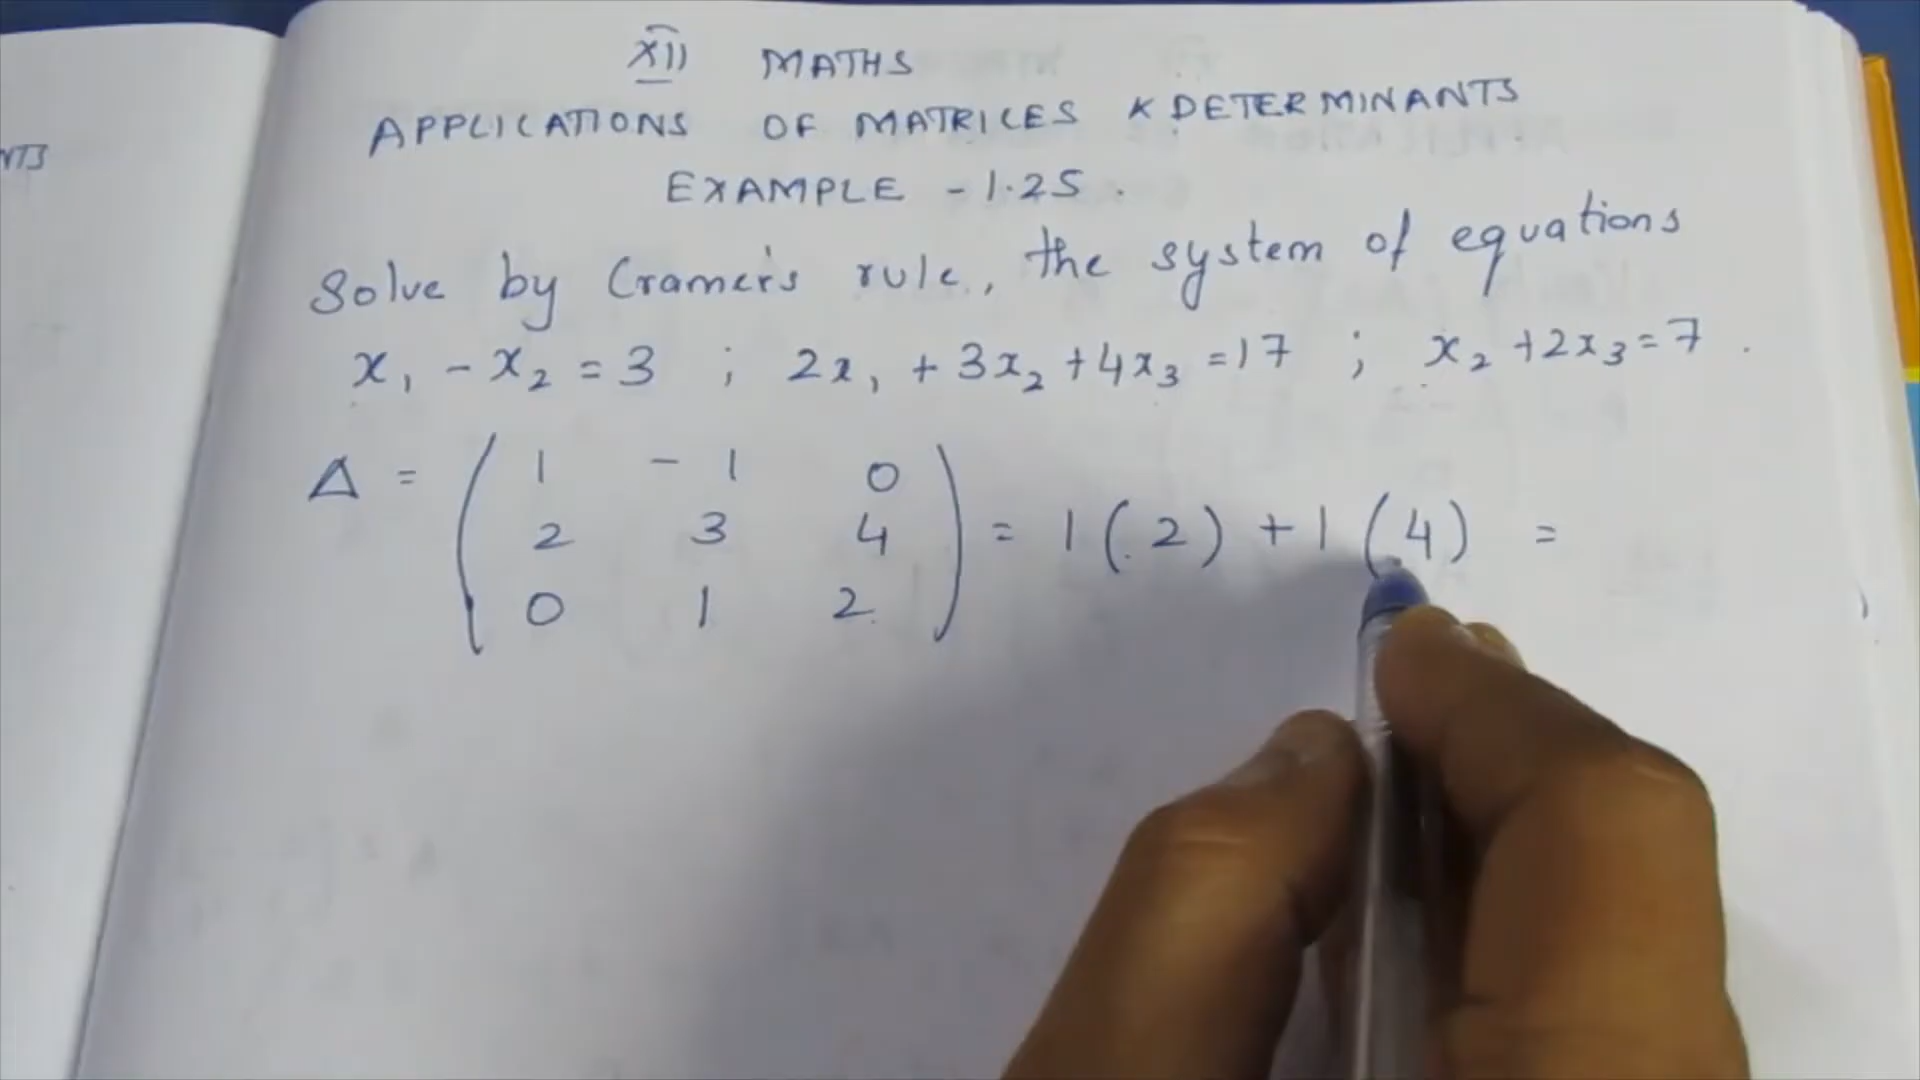 XII MATHS
APPLICATIONS OF MATRICES & DETERMINANTS
EXAMPLE - 1.25.
Solve by Cramer's rule, the system of equations
x₁ - x₂ = 3 ; 2x₁ + 3x₂ + 4x₃ = 17 ; x₂ + 2x₃ = 7.
Δ = ( 1 -1 0
2 3 4 ) = 1(2) + 1(4) =
0 1 2